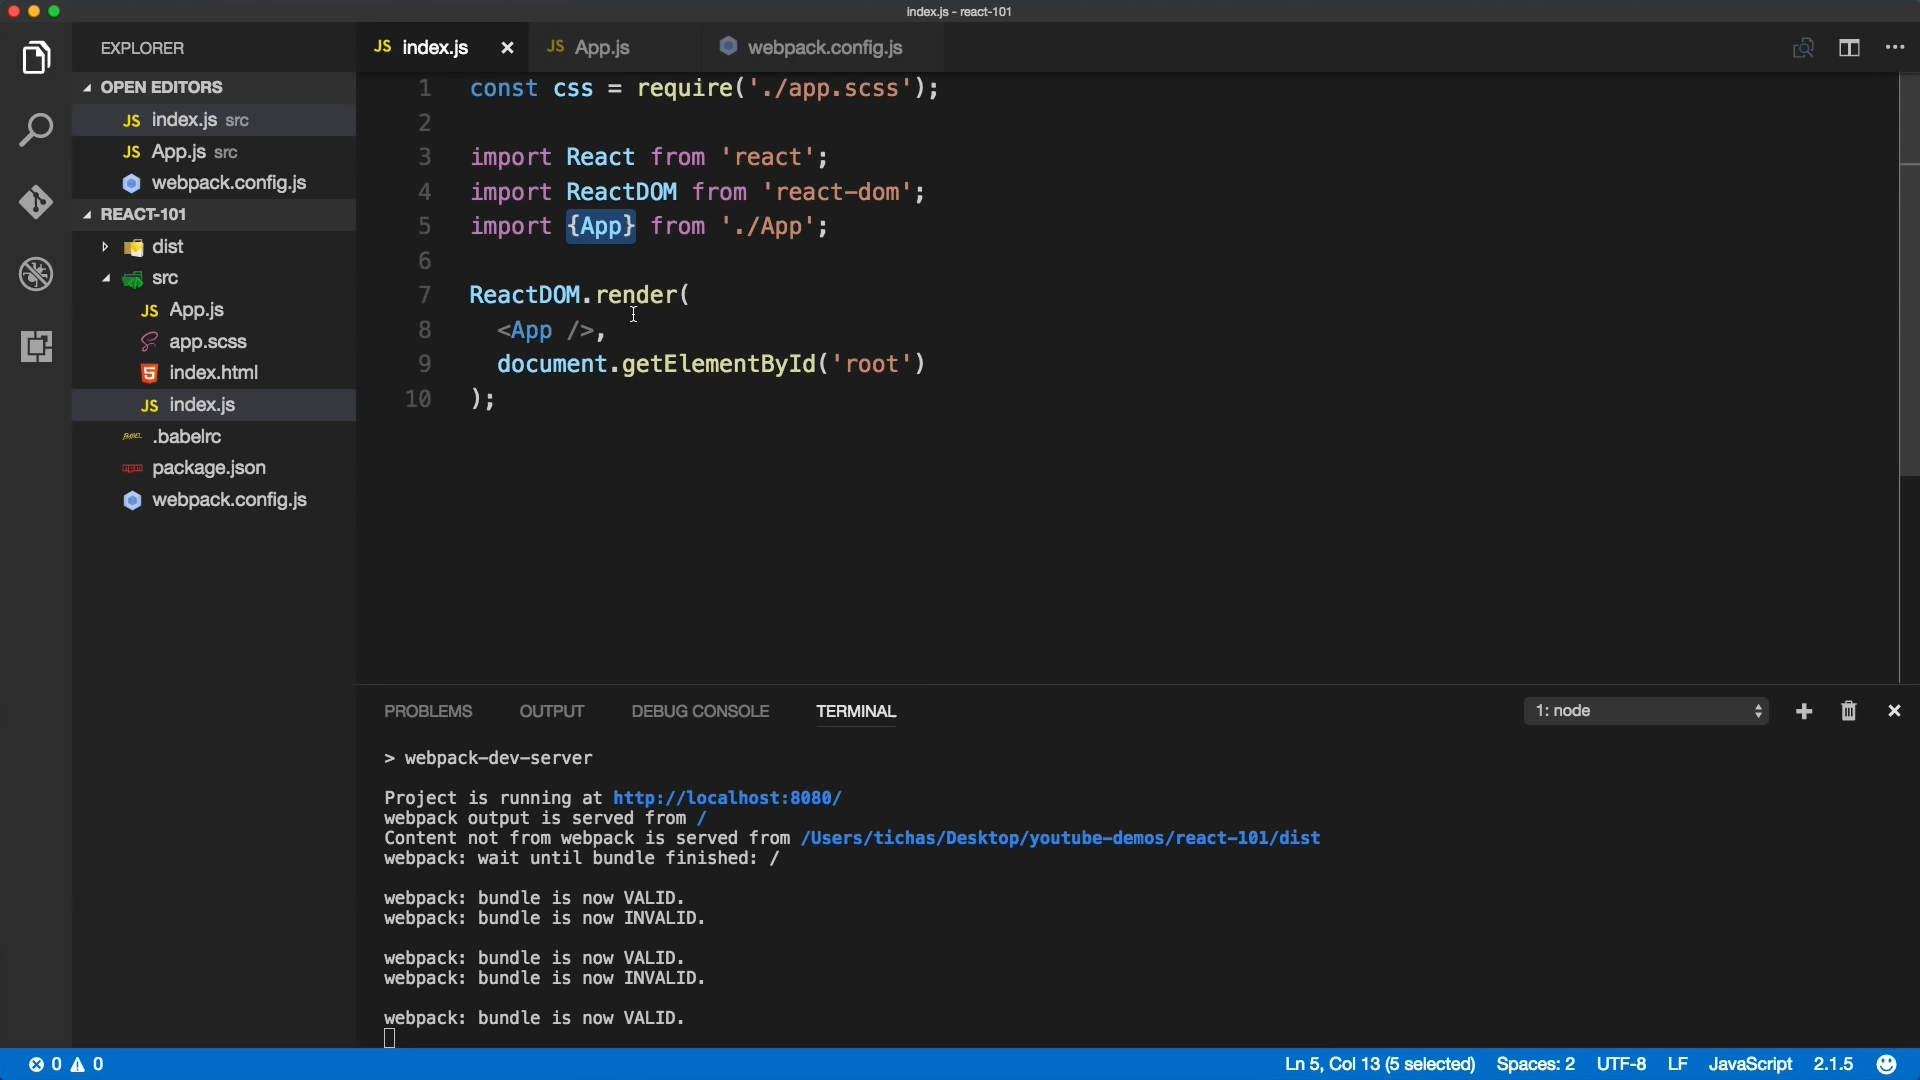 index.js - react-101
EXPLORER
OPEN EDITORS
JS index.js src
JS App.js src
webpack.config.js
REACT-101
dist
src
JS App.js
app.scss
5 index.html
JS index.js
.babelrc
package.json
webpack.config.js
JS index.js ×
JS App.js
webpack.config.js
1 const css = require('./app.scss');
2
3 import React from 'react';
4 import ReactDOM from 'react-dom';
5 import {App} from './App';
6
7 ReactDOM.render(
8 <App />,
9 document.getElementById('root')
10 );
PROBLEMS OUTPUT DEBUG CONSOLE TERMINAL
1: node
> webpack-dev-server
Project is running at http://localhost:8080/
webpack output is served from /
Content not from webpack is served from /Users/tichas/Desktop/youtube-demos/react-101/dist
webpack: wait until bundle finished: /
webpack: bundle is now VALID.
webpack: bundle is now INVALID.
webpack: bundle is now VALID.
webpack: bundle is now INVALID.
webpack: bundle is now VALID.
0 0
Ln 5, Col 13 (5 selected) Spaces: 2 UTF-8 LF JavaScript 2.1.5